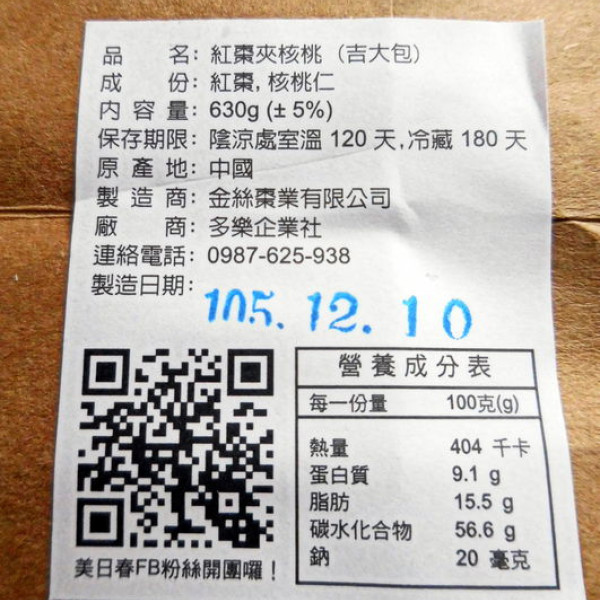 品　　名：紅棗夾核桃（吉大包）
成　　份：紅棗, 核桃仁
內 容 量：630g (± 5%)
保存期限：陰涼處室溫 120 天,冷藏 180 天
原 產 地：中國
製 造 商：金絲棗業有限公司
廠　　商：多樂企業社
連絡電話：0987-625-938
製造日期：
105.12.10
營養成分表
每一份量 100克(g)
熱量 404 千卡
蛋白質 9.1 g
脂肪 15.5 g
碳水化合物 56.6 g
鈉 20 毫克
美日春FB粉絲開團囉！